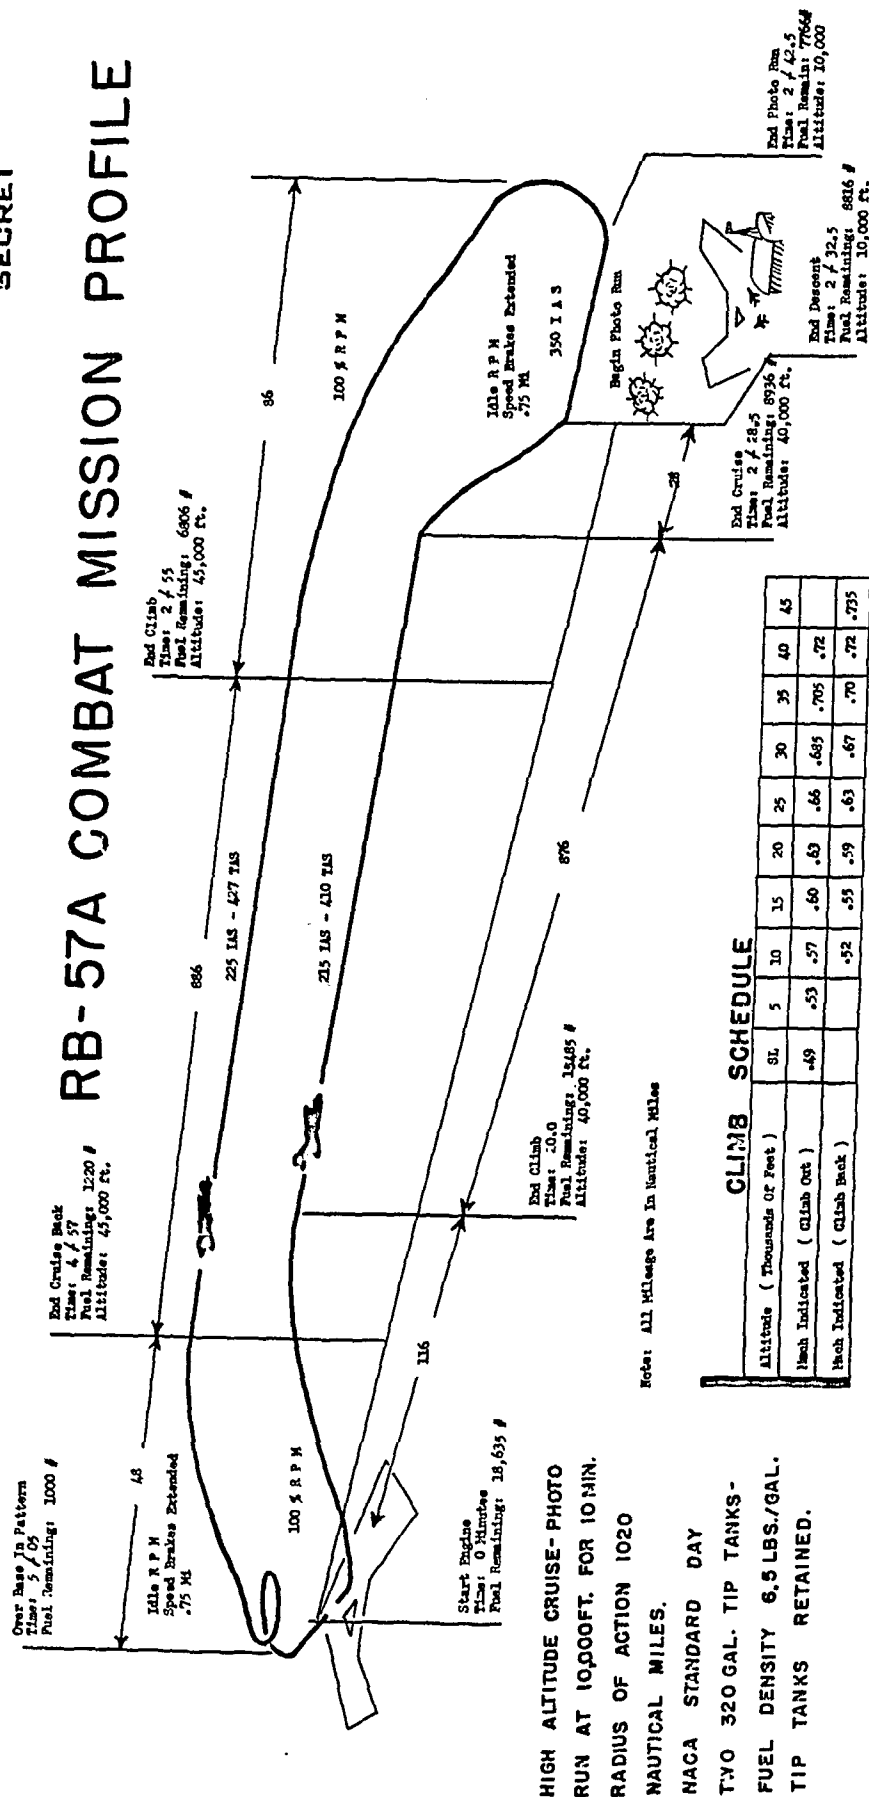 SECRET
RB-57A COMBAT MISSION PROFILE
Over Base In Pattern
Time: 5 / 05
Fuel Remaining: 1000 #
End Cruise Back
Time: 4 / 57
Fuel Remaining: 1220 #
Altitude: 45,000 ft.
End Climb
Time: 2 / 55
Fuel Remaining: 6806 #
Altitude: 45,000 ft.
48
886
86
Idle R P M
Speed Brakes Extended
.75 MI
225 IAS - 427 TAS
100 % R P M
100 % R P M
215 IAS - 410 TAS
Idle R P M
Speed Brakes Extended
.75 MI
350 I A S
Begin Photo Run
Start Engine
Time: 0 Minutes
Fuel Remaining: 18,635 #
116
End Climb
Time: 20.0
Fuel Remaining: 15485 #
Altitude: 40,000 ft.
876
28
End Cruise
Time: 2 / 28.5
Fuel Remaining: 8936 #
Altitude: 40,000 ft.
End Descent
Time: 2 / 32.5
Fuel Remaining: 8816 #
Altitude: 10,000 ft.
End Photo Run
Time: 2 / 42.5
Fuel Remain: 7766#
Altitude: 10,000
Note: All Mileage Are In Nautical Miles
HIGH ALTITUDE CRUISE-PHOTO
RUN AT 10,000FT. FOR 10 MIN.
RADIUS OF ACTION 1020
NAUTICAL MILES.
NACA STANDARD DAY
TWO 320 GAL. TIP TANKS-
FUEL DENSITY 6.5 LBS./GAL.
TIP TANKS RETAINED.
CLIMB SCHEDULE
Altitude ( Thousands Of Feet ) SL 5 10 15 20 25 30 35 40 45
Mach Indicated ( Climb Out ) .49 .53 .57 .60 .63 .66 .685 .705 .72
Mach Indicated ( Climb Back ) .52 .55 .59 .63 .67 .70 .72 .735